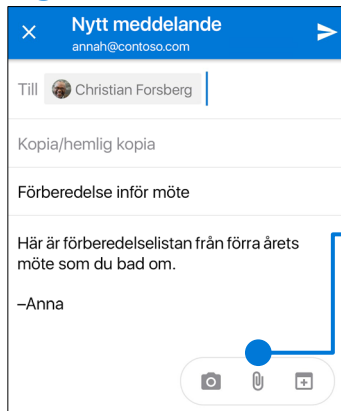 Nytt meddelande
annah@contoso.com
Till Christian Forsberg
Kopia/hemlig kopia
Förberedelse inför möte
Här är förberedelselistan från förra årets
möte som du bad om.
–Anna